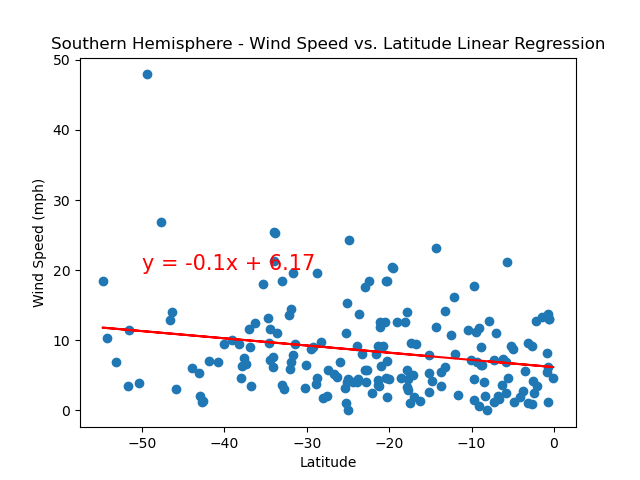 Southern Hemisphere - Wind Speed vs. Latitude Linear Regression
50
40
30
20
10
0
Wind Speed (mph)
y = -0.1x + 6.17
−50 −40 −30 −20 −10 0
Latitude